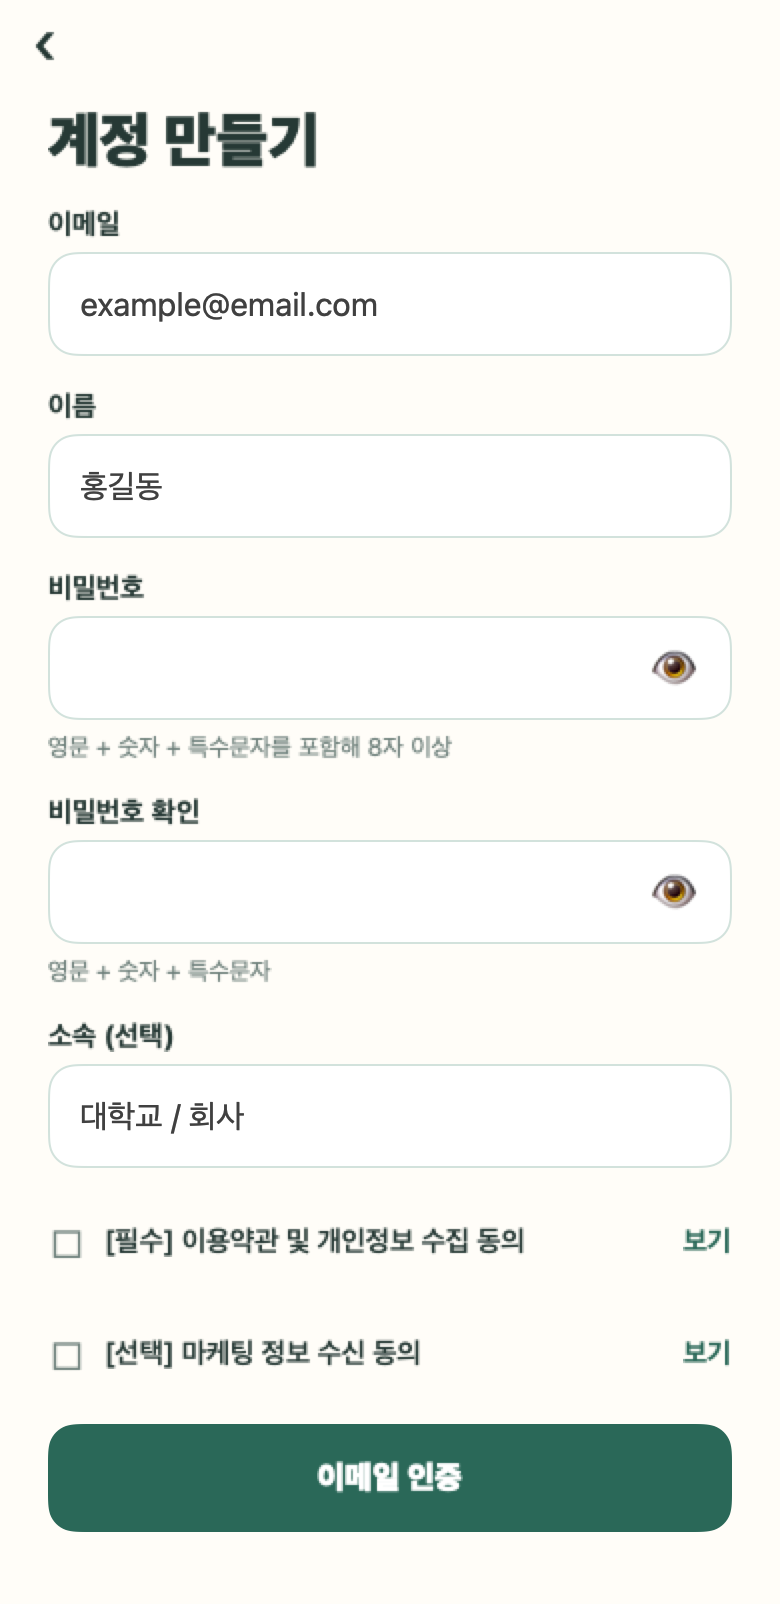 계정 만들기
이메일
example@email.com
이름
홍길동
비밀번호
영문 + 숫자 + 특수문자를 포함해 8자 이상
비밀번호 확인
영문 + 숫자 + 특수문자
소속 (선택)
대학교 / 회사
[필수] 이용약관 및 개인정보 수집 동의 보기
[선택] 마케팅 정보 수신 동의 보기
이메일 인증